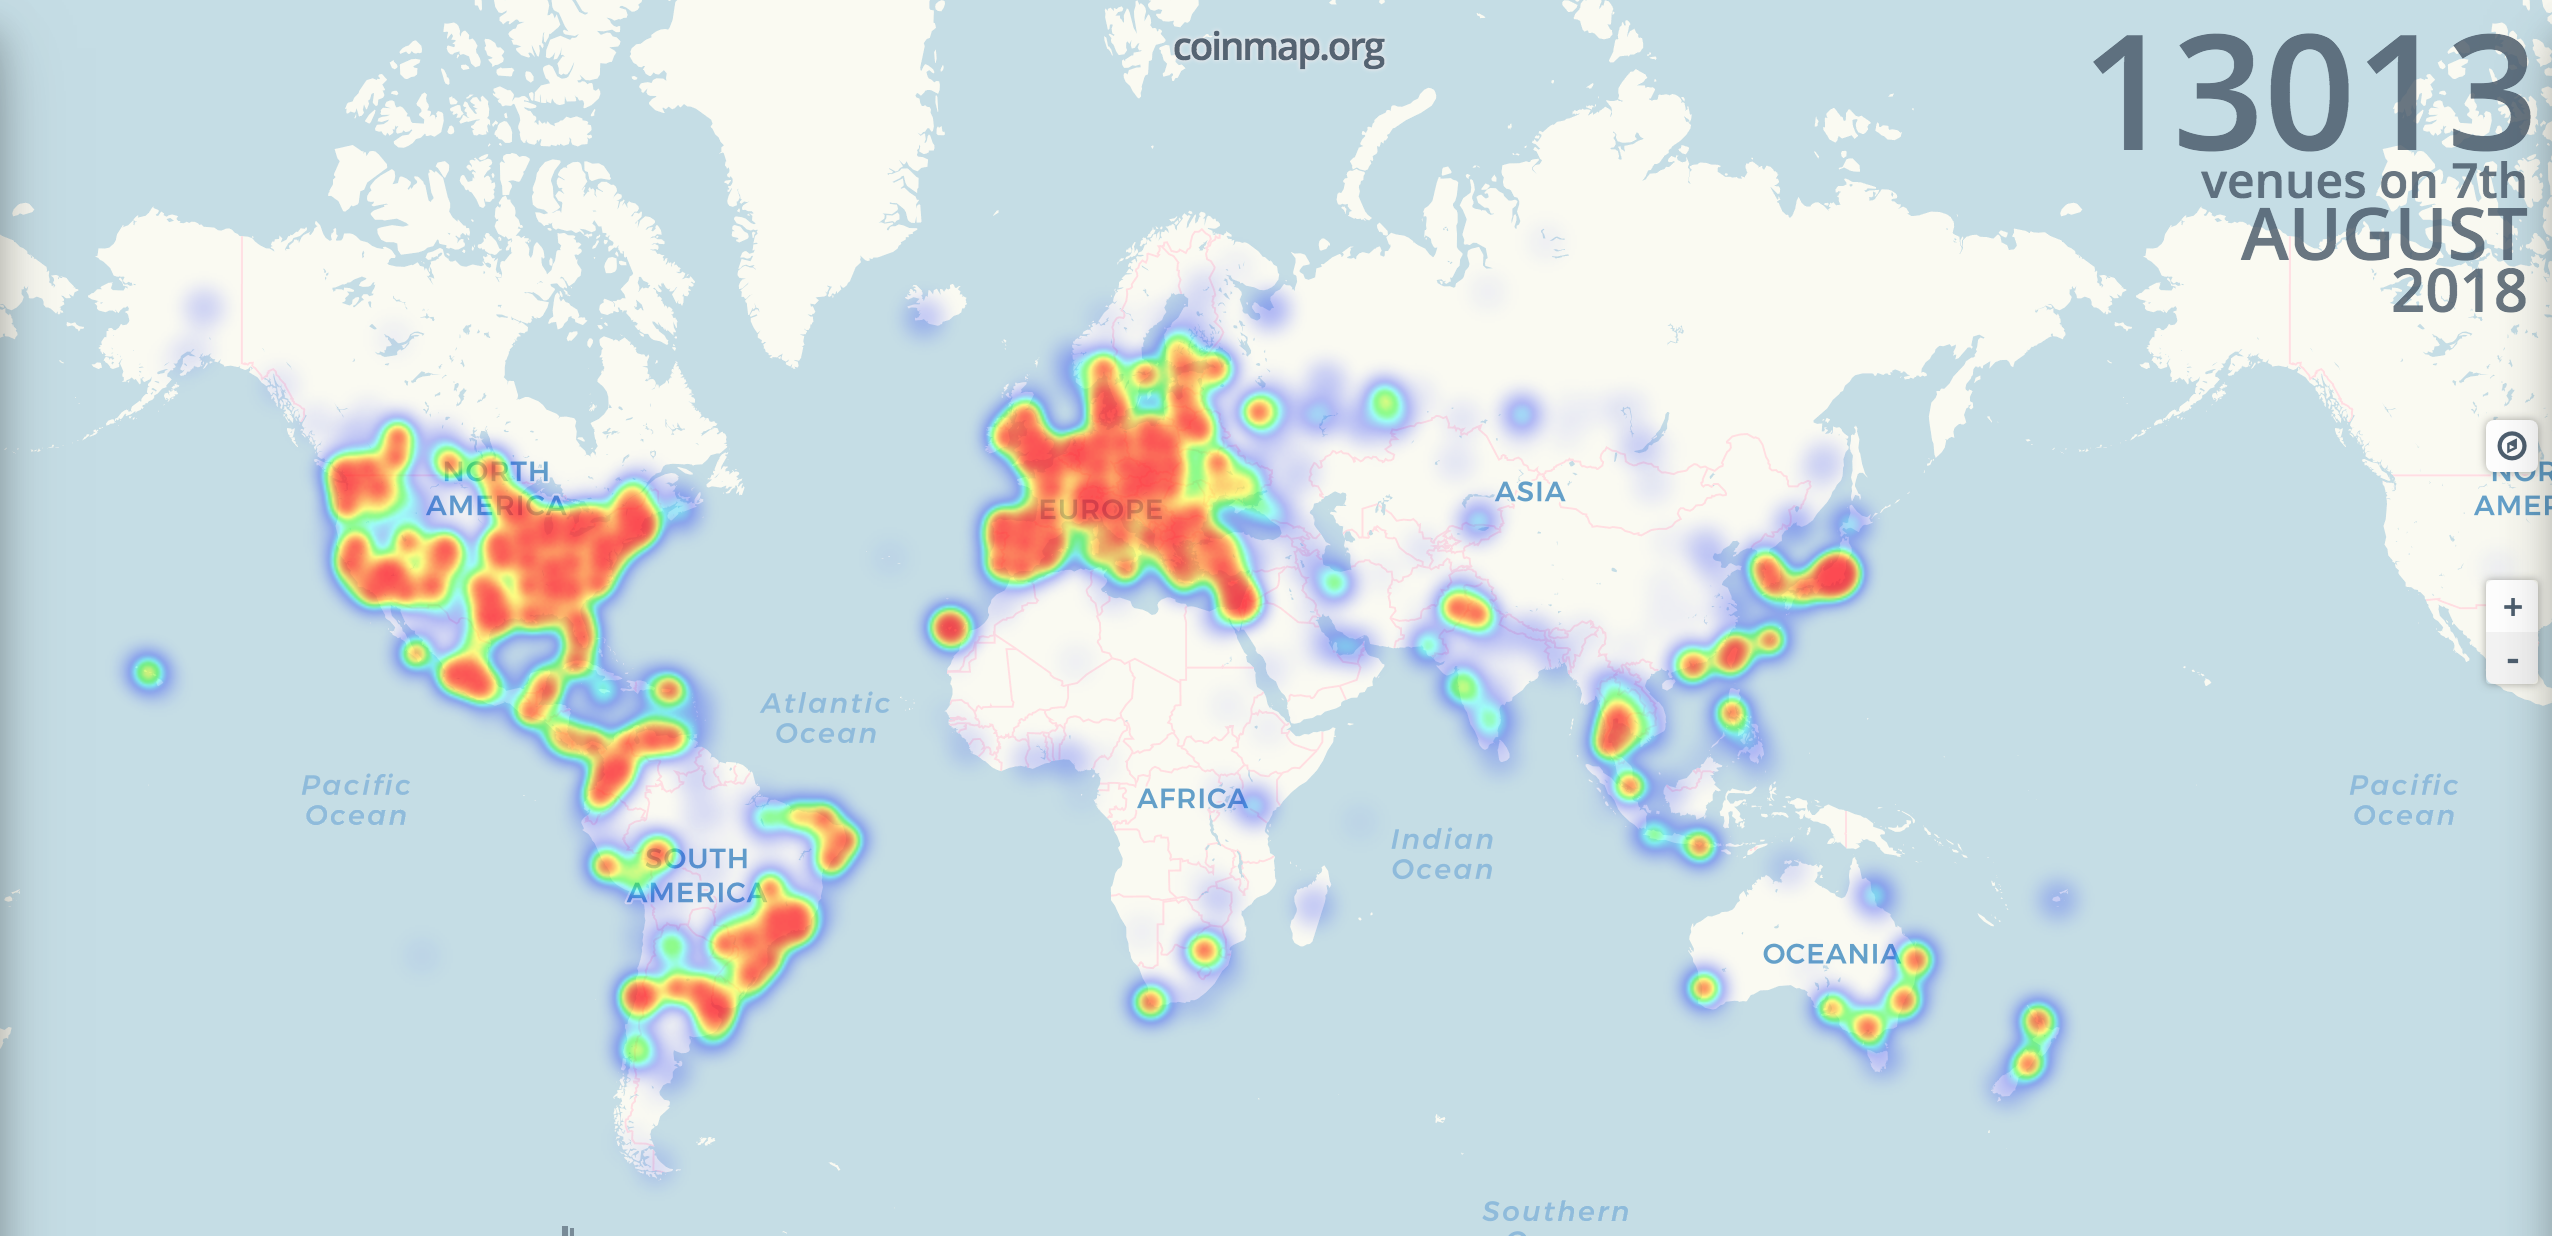 coinmap.org
13013
venues on 7th
AUGUST
2018
NORTH
AMERICA
EUROPE
ASIA
Atlantic
Ocean
Pacific
Ocean
AFRICA
SOUTH
AMERICA
Indian
Ocean
OCEANIA
Pacific
Ocean
Southern
NOR
AMER
+
-